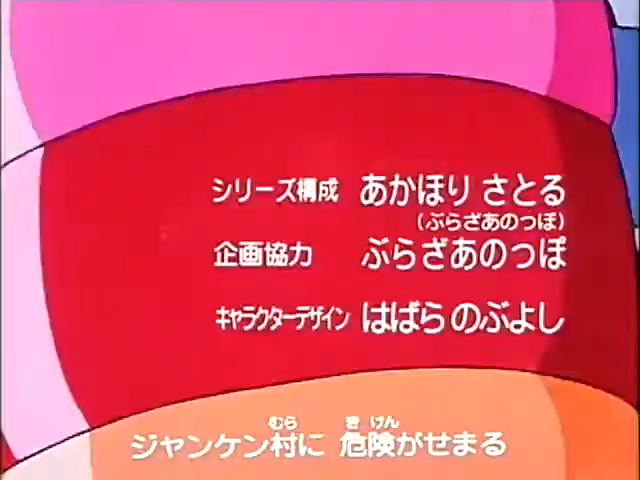 シリーズ構成 あかほり さとる
(ぶらざあのっぽ)
企画協力 ぶらざあのっぽ
キャラクターデザイン はばら のぶよし
むら き けん
ジャンケン村に 危険がせまる